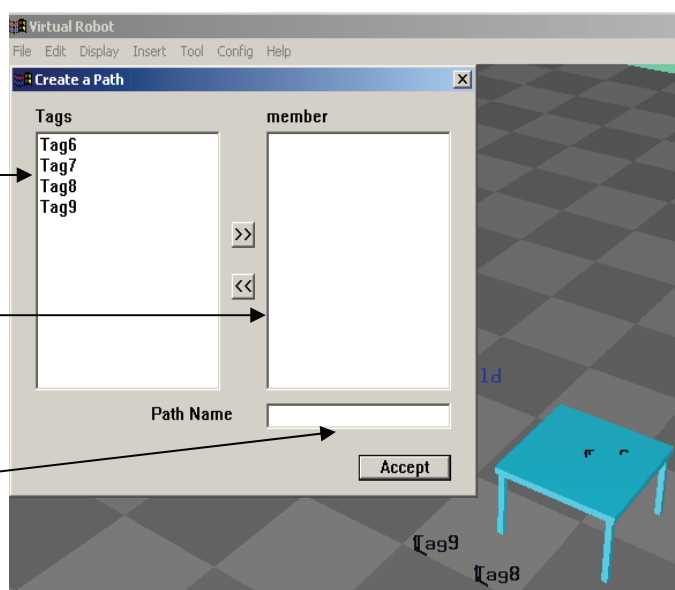 Virtual Robot
File Edit Display Insert Tool Config Help
Create a Path
Tags
member
Tag6
Tag7
Tag8
Tag9
>>
<<
Path Name
Accept
ld
Tag9
Tag8